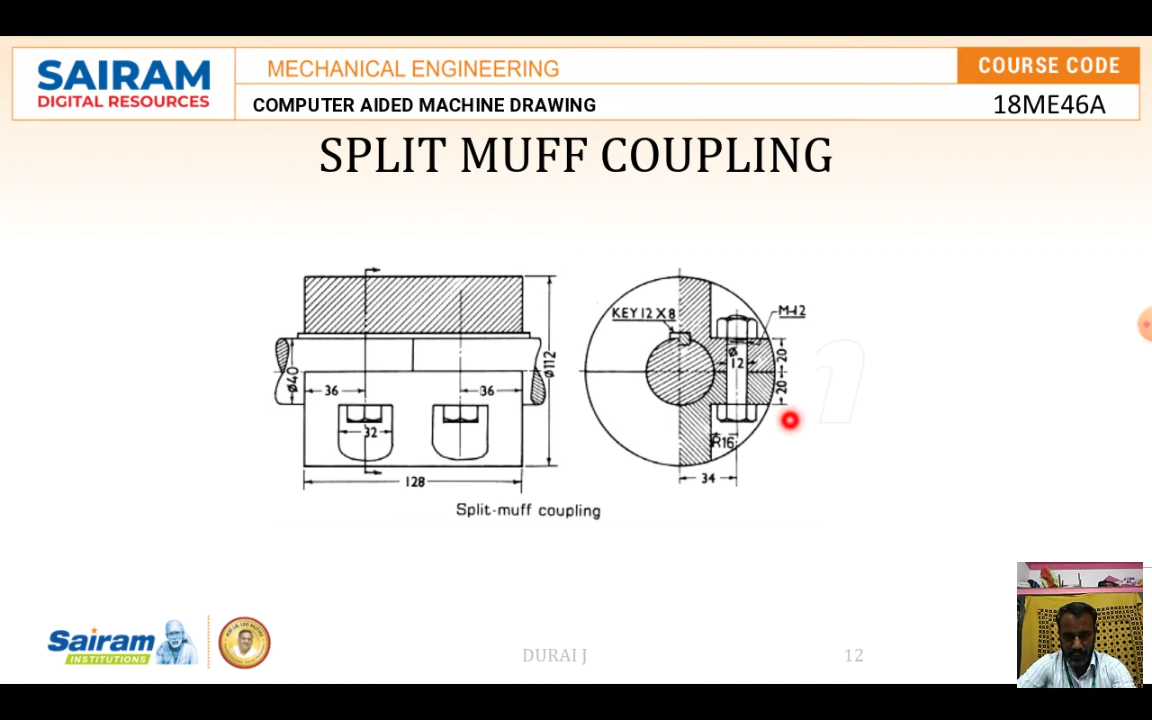 SAIRAM
DIGITAL RESOURCES
MECHANICAL ENGINEERING
COURSE CODE
COMPUTER AIDED MACHINE DRAWING
18ME46A
SPLIT MUFF COUPLING
KEY 12 X 8
M-12
ø
12
20
20
ø112
ø40
36
36
32
R16
34
128
Split-muff coupling
Sairam
INSTITUTIONS
DURAI J
12